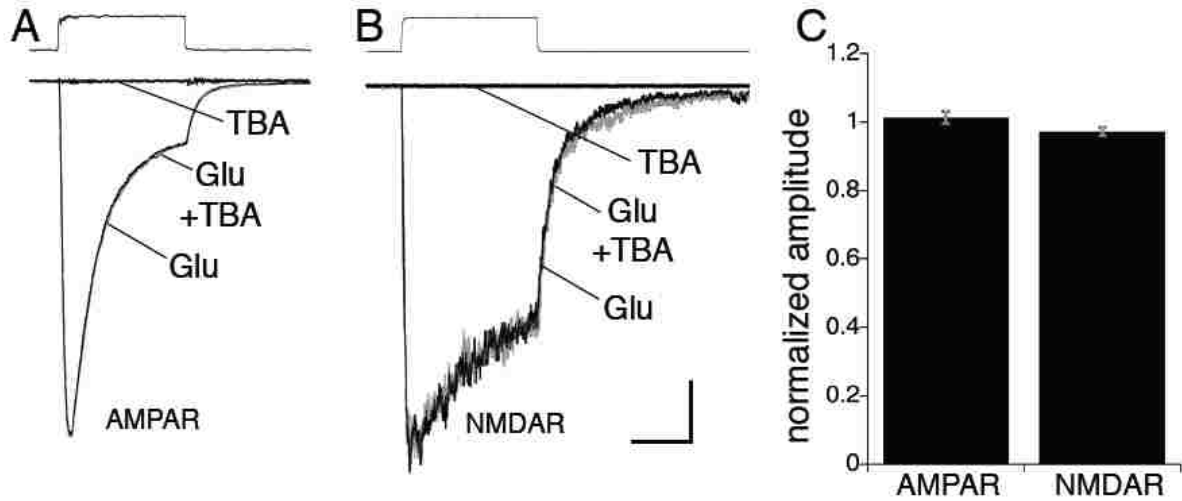 A
TBA
Glu
+TBA
Glu
AMPAR
B
TBA
Glu
+TBA
Glu
NMDAR
C
normalized amplitude
1.2
1
0.8
0.6
0.4
0.2
0
AMPAR
NMDAR